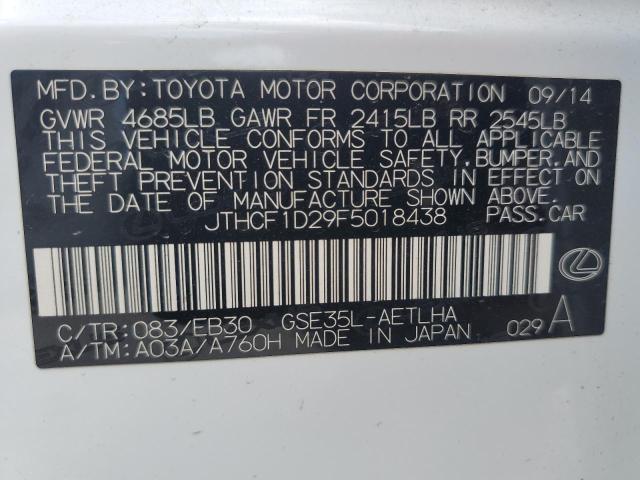 MFD.BY:TOYOTA MOTOR CORPORATION 09/14
GVWR 4685LB GAWR FR 2415LB RR 2545LB
THIS VEHICLE CONFORMS TO ALL APPLICABLE
FEDERAL MOTOR VEHICLE SAFETY,BUMPER,AND
THEFT PREVENTION STANDARDS IN EFFECT ON
THE DATE OF MANUFACTURE SHOWN ABOVE.
JTHCF1D29F5018438 PASS.CAR
C/TR:083/EB30 GSE35L-AETLHA
A/TM:A03A/A760H MADE IN JAPAN 029 A